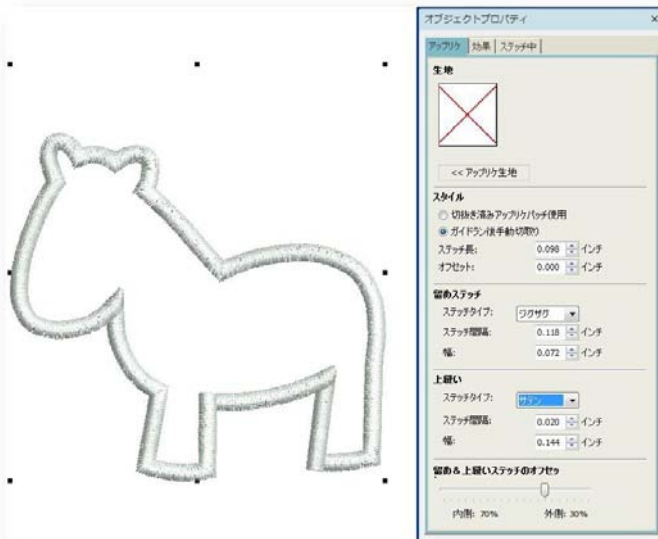 オブジェクトプロパティ
アップリケ 効果 ステッチ中
生地
<< アップリケ生地
スタイル
切抜き済みアップリケパッチ使用
ガイドラン後手動切取り
ステッチ長: 0.098 インチ
オフセット: 0.000 インチ
留めステッチ
ステッチタイプ: ジグザグ
ステッチ間隔: 0.118 インチ
幅: 0.072 インチ
上縫い
ステッチタイプ: サテン
ステッチ間隔: 0.020 インチ
幅: 0.144 インチ
留め & 上縫いステッチのオフセッ
内側: 70% 外側: 30%